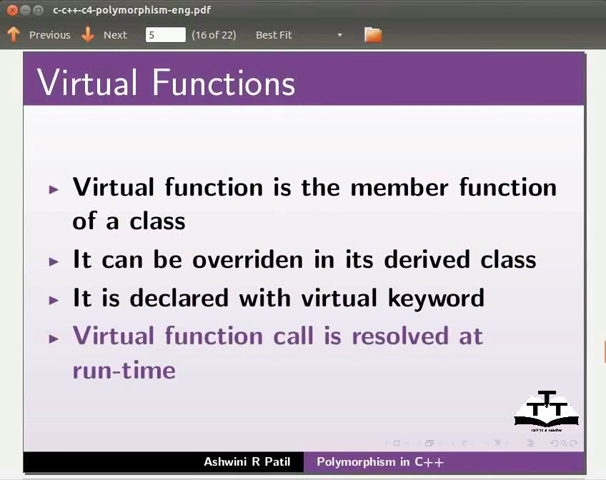 c-c++-c4-polymorphism-eng.pdf
Previous Next 5 (16 of 22) Best Fit
Virtual Functions
Virtual function is the member function
of a class
It can be overriden in its derived class
It is declared with virtual keyword
Virtual function call is resolved at
run-time
Ashwini R Patil Polymorphism in C++